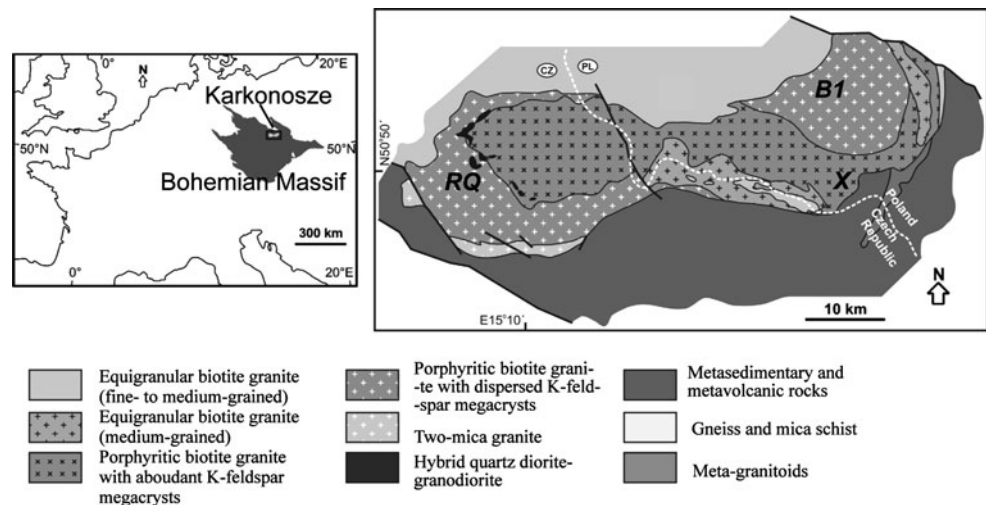 0°
N
20°E
Karkonosze
50°N
50°N
Bohemian Massif
300 km
0°
20°E
CZ
PL
B1
N50°50´
RQ
X
Poland
Czech
Republic
N
E15°10´
10 km
Equigranular biotite granite
(fine- to medium-grained)
Equigranular biotite granite
(medium-grained)
Porphyritic biotite granite
with aboudant K-feldspar
megacrysts
Porphyritic biotite grani-
-te with dispersed K-feld-
-spar megacrysts
Two-mica granite
Hybrid quartz diorite-
granodiorite
Metasedimentary and
metavolcanic rocks
Gneiss and mica schist
Meta-granitoids